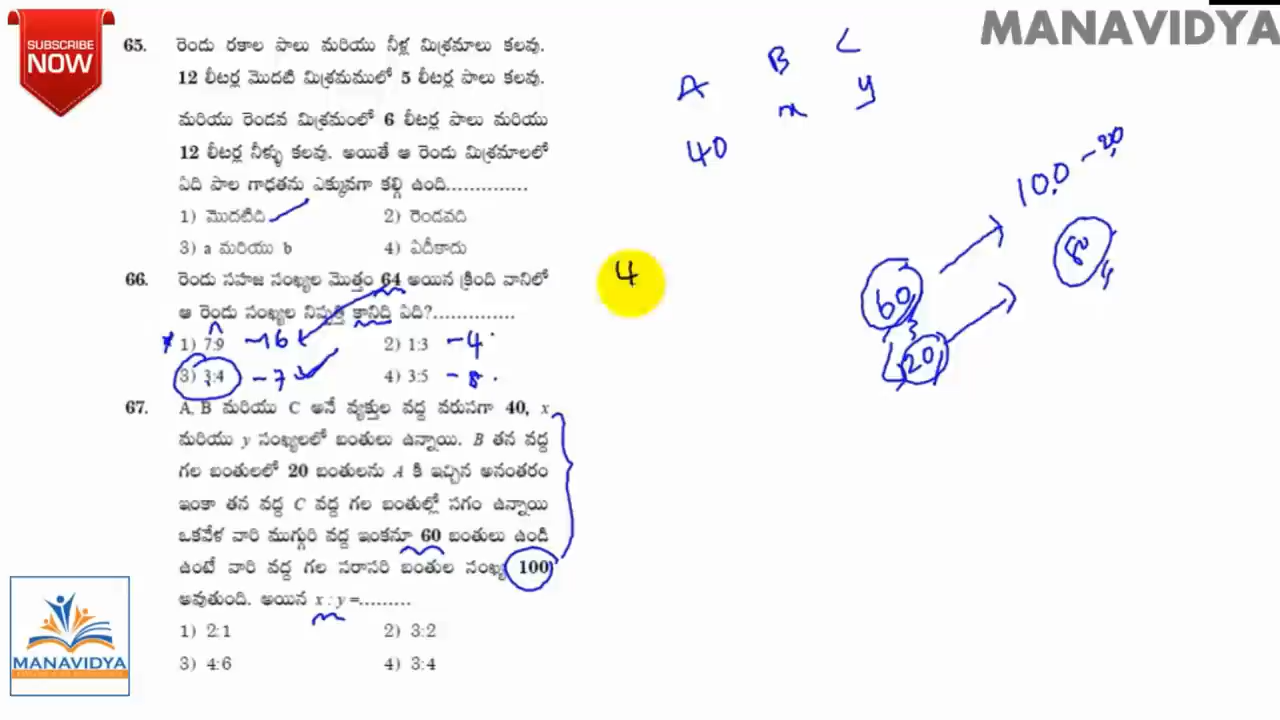 SUBSCRIBE
NOW
MANAVIDYA
65. రెండు రకాల పాలు మరియు నీళ్ల మిశ్రమాలు కలవు.
12 లీటర్ల మొదటి మిశ్రమములో 5 లీటర్ల పాలు కలవు.
మరియు రెండవ మిశ్రమంలో 6 లీటర్ల పాలు మరియు
12 లీటర్ల నీళ్ళు కలవు. అయితే ఆ రెండు మిశ్రమాలలో
ఏది పాల గాఢతను ఎక్కువగా కల్గి ఉంది..............
1) మొదటిది 2) రెండవది
3) a మరియు b 4) ఏదీకాదు
66. రెండు సహజ సంఖ్యల మొత్తం 64 అయిన క్రింది వానిలో
ఆ రెండు సంఖ్యల నిష్పత్తి కానిది ఏది?..............
1) 7:9 -16 2) 1:3 -4
3) 3:4 -7 4) 3:5 -8
67. A, B మరియు C అనే వ్యక్తుల వద్ద వరుసగా 40, x
మరియు y సంఖ్యలలో బంతులు ఉన్నాయి. B తన వద్ద
గల బంతులలో 20 బంతులను A కి ఇచ్చిన అనంతరం
ఇంకా తన వద్ద C వద్ద గల బంతుల్లో సగం ఉన్నాయి
ఒకవేళ వారి ముగ్గురి వద్ద ఇంకనూ 60 బంతులు ఉండి
ఉంటే వారి వద్ద గల సరాసరి బంతుల సంఖ్య 100
అవుతుంది. అయిన x : y =.........
1) 2:1 2) 3:2
3) 4:6 4) 3:4
A B C
40 x y
4
100 - 20
60
20
MANAVIDYA